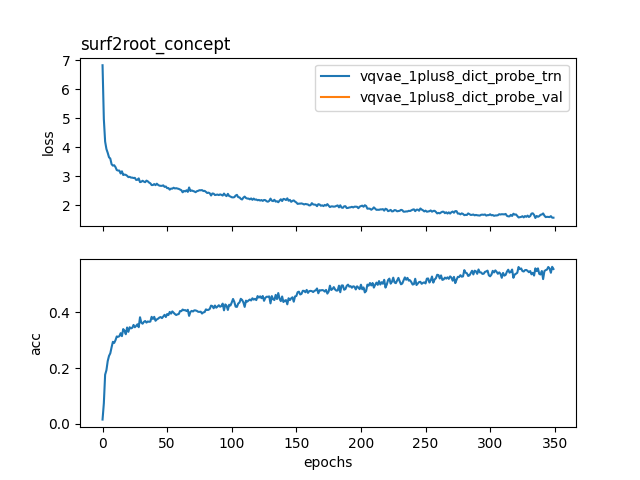 surf2root_concept
7
6
5
4
3
2
loss
vqvae_1plus8_dict_probe_trn
vqvae_1plus8_dict_probe_val
0.4
0.2
0.0
acc
0 50 100 150 200 250 300 350
epochs